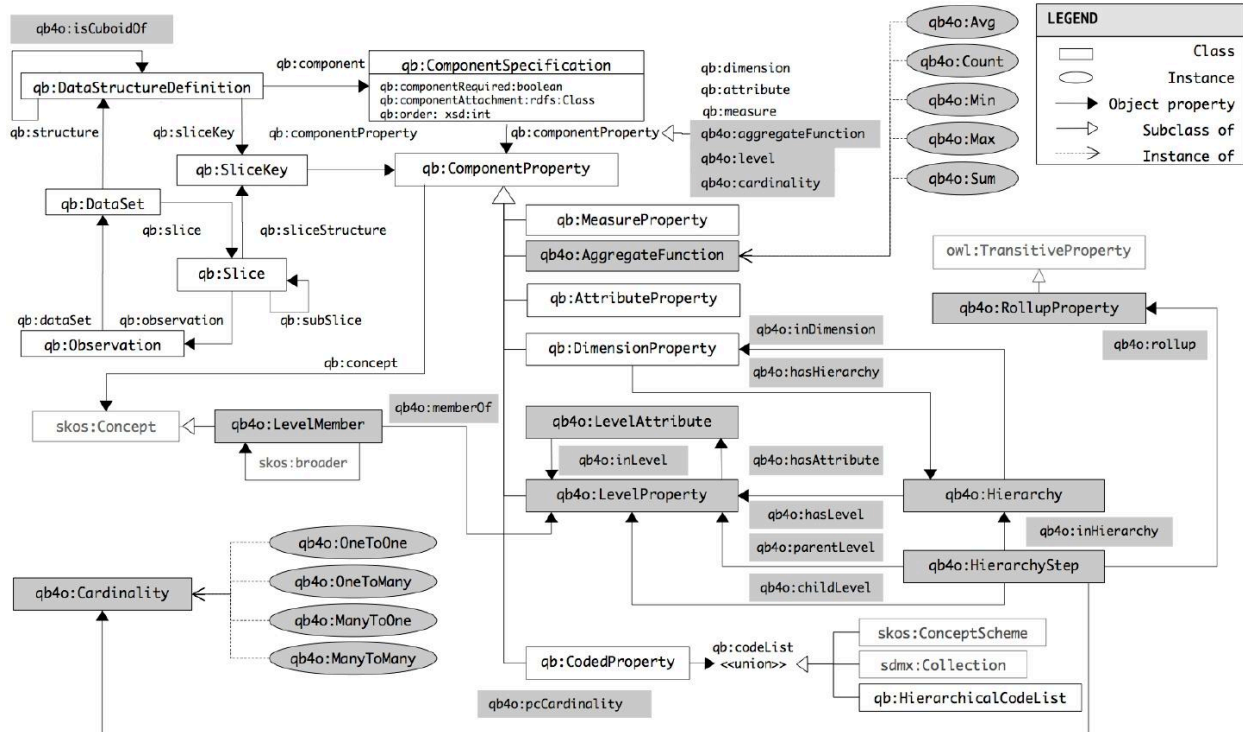 qb4o:isCuboidOf
qb:DataStructureDefinition
qb:component
qb:ComponentSpecification
qb:componentRequired:boolean
qb:componentAttachment:rdfs:Class
qb:order: xsd:int
qb:structure
qb:sliceKey
qb:componentProperty
qb:componentProperty
qb:dimension
qb:attribute
qb:measure
qb4o:aggregateFunction
qb4o:level
qb4o:cardinality
qb:SliceKey
qb:ComponentProperty
qb:DataSet
qb:slice
qb:sliceStructure
qb:Slice
qb:subSlice
qb:dataSet
qb:observation
qb:Observation
qb:concept
qb4o:Avg
qb4o:Count
qb4o:Min
qb4o:Max
qb4o:Sum
LEGEND
Class
Instance
Object property
Subclass of
Instance of
qb:MeasureProperty
qb4o:AggregateFunction
qb:AttributeProperty
qb:DimensionProperty
qb4o:inDimension
qb4o:hasHierarchy
owl:TransitiveProperty
qb4o:RollupProperty
qb4o:rollup
skos:Concept
qb4o:LevelMember
skos:broader
qb4o:memberOf
qb4o:LevelAttribute
qb4o:inLevel
qb4o:hasAttribute
qb4o:LevelProperty
qb4o:hasLevel
qb4o:parentLevel
qb4o:childLevel
qb4o:Hierarchy
qb4o:inHierarchy
qb4o:HierarchyStep
qb4o:Cardinality
qb4o:OneToOne
qb4o:OneToMany
qb4o:ManyToOne
qb4o:ManyToMany
qb:CodedProperty
qb:codeList
<<union>>
skos:ConceptScheme
sdmx:Collection
qb:HierarchicalCodeList
qb4o:pcCardinality